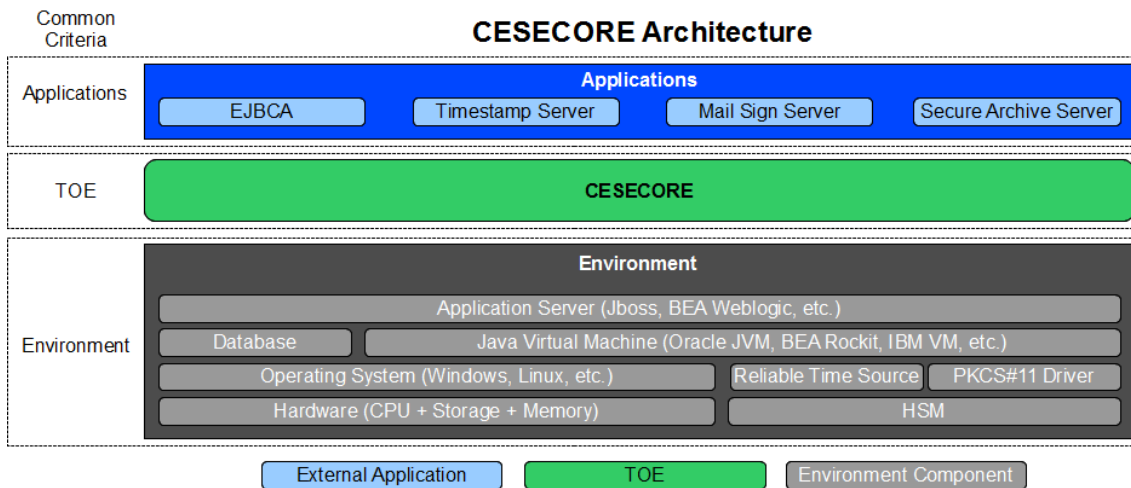 Common
Criteria
CESECORE Architecture
Applications
Applications
EJBCA
Timestamp Server
Mail Sign Server
Secure Archive Server
TOE
CESECORE
Environment
Environment
Application Server (Jboss, BEA Weblogic, etc.)
Database
Java Virtual Machine (Oracle JVM, BEA Rockit, IBM VM, etc.)
Operating System (Windows, Linux, etc.)
Reliable Time Source
PKCS#11 Driver
Hardware (CPU + Storage + Memory)
HSM
External Application
TOE
Environment Component